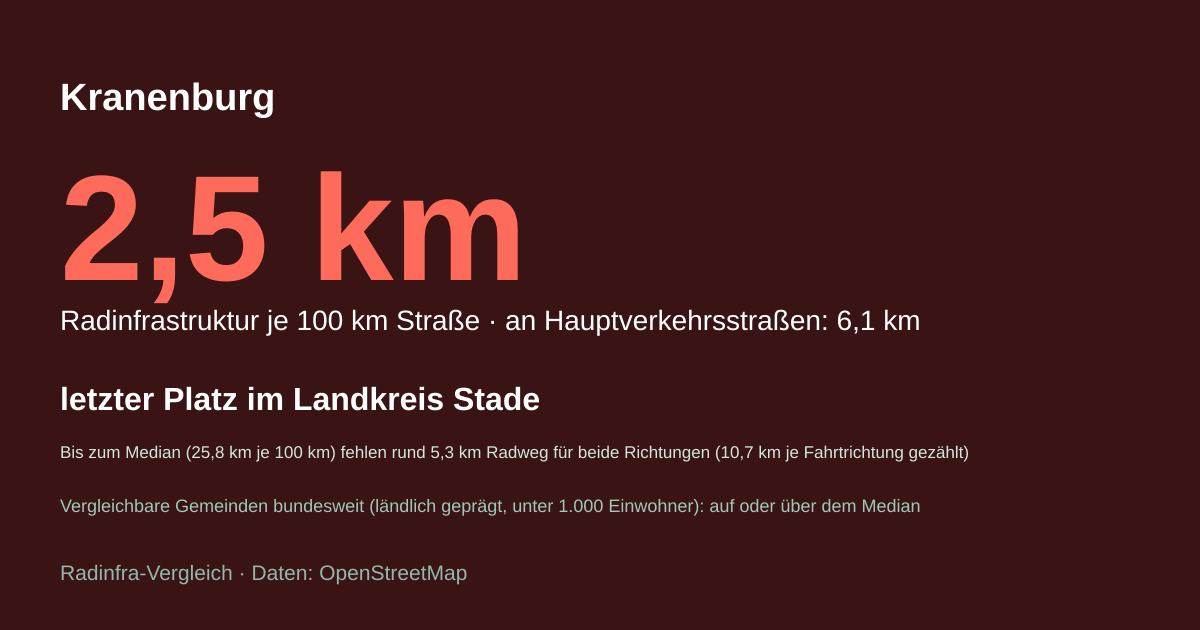 Kranenburg
2,5 km
Radinfrastruktur je 100 km Straße · an Hauptverkehrsstraßen: 6,1 km
letzter Platz im Landkreis Stade
Bis zum Median (25,8 km je 100 km) fehlen rund 5,3 km Radweg für beide Richtungen (10,7 km je Fahrtrichtung gezählt)
Vergleichbare Gemeinden bundesweit (ländlich geprägt, unter 1.000 Einwohner): auf oder über dem Median
Radinfra-Vergleich · Daten: OpenStreetMap